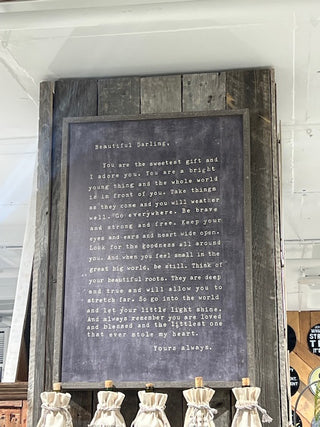 Beautiful Darling,
You are the sweetest gift and
I adore you. You are a bright
young thing and the whole world
is in front of you. Take things
as they come and you will weather
well. Go everywhere. Be brave
and strong and free. Keep your
eyes and ears and heart wide open.
Look for the goodness all around
you. And when you feel small in the
great big world, be still. Think of
your beautiful roots. They are deep
and true and will allow you to
stretch far. So go into the world
and let your little light shine.
And always remember you are loved
and blessed and the littlest one
that ever stole my heart.
Yours always.